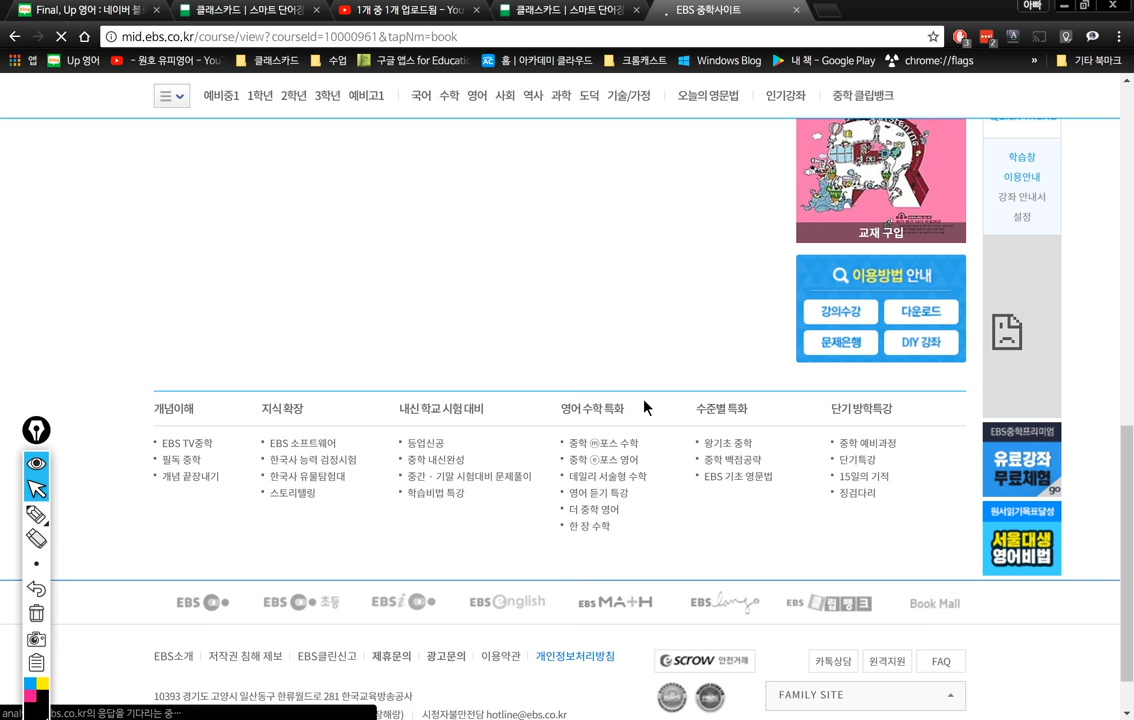 Final, Up 영어 : 네이버 블
클래스카드 | 스마트 단어장
1개 중 1개 업로드됨 - You
클래스카드 | 스마트 단어장
EBS 중학사이트
아빠
mid.ebs.co.kr/course/view?courseId=10000961&tapNm=book
앱
Up 영어
- 원호 유피영어 - You
클래스카드
수업
구글 앱스 for Educatio
홈 | 아카데미 클라우드
크롬캐스트
Windows Blog
내 책 - Google Play
chrome://flags
»
기타 북마크
예비중1 1학년 2학년 3학년 예비고1 국어 수학 영어 사회 역사 과학 도덕 기술/가정 오늘의 영문법 인기강좌 중학 클립뱅크
학습창
이용안내
강좌 안내서
설정
교재 구입
이용방법 안내
강의수강 다운로드
문제은행 DIY 강좌
개념이해
EBS TV중학
필독 중학
개념 끝장내기
지식 확장
EBS 소프트웨어
한국사 능력 검정시험
한국사 유물탐험대
스토리텔링
내신 학교 시험 대비
등업신공
중학 내신완성
중간 · 기말 시험대비 문제풀이
학습비법 특강
영어 수학 특화
중학 ⓜ포스 수학
중학 ⓔ포스 영어
데일리 서술형 수학
영어 듣기 특강
더 중학 영어
한 장 수학
수준별 특화
왕기초 중학
중학 백점공략
EBS 기초 영문법
단기 방학특강
중학 예비과정
단기특강
15일의 기적
징검다리
EBS중학프리미엄
유료강좌
무료체험
go
원서읽기목표달성
서울대생
영어비법
EBS
EBS 초등
EBSi
EBS english
EBS MATH
EBS lang
EBS 클립뱅크
Book Mall
EBS소개 저작권 침해 제보 EBS클린신고 제휴문의 광고문의 이용약관 개인정보처리방침
eSCROW 안전거래
카톡상담 원격지원 FAQ
10393 경기도 고양시 일산동구 한류월드로 281 한국교육방송공사
FAMILY SITE
장해랑) 시청자불만전담 hotline@ebs.co.kr
bs.co.kr의 응답을 기다리는 중…